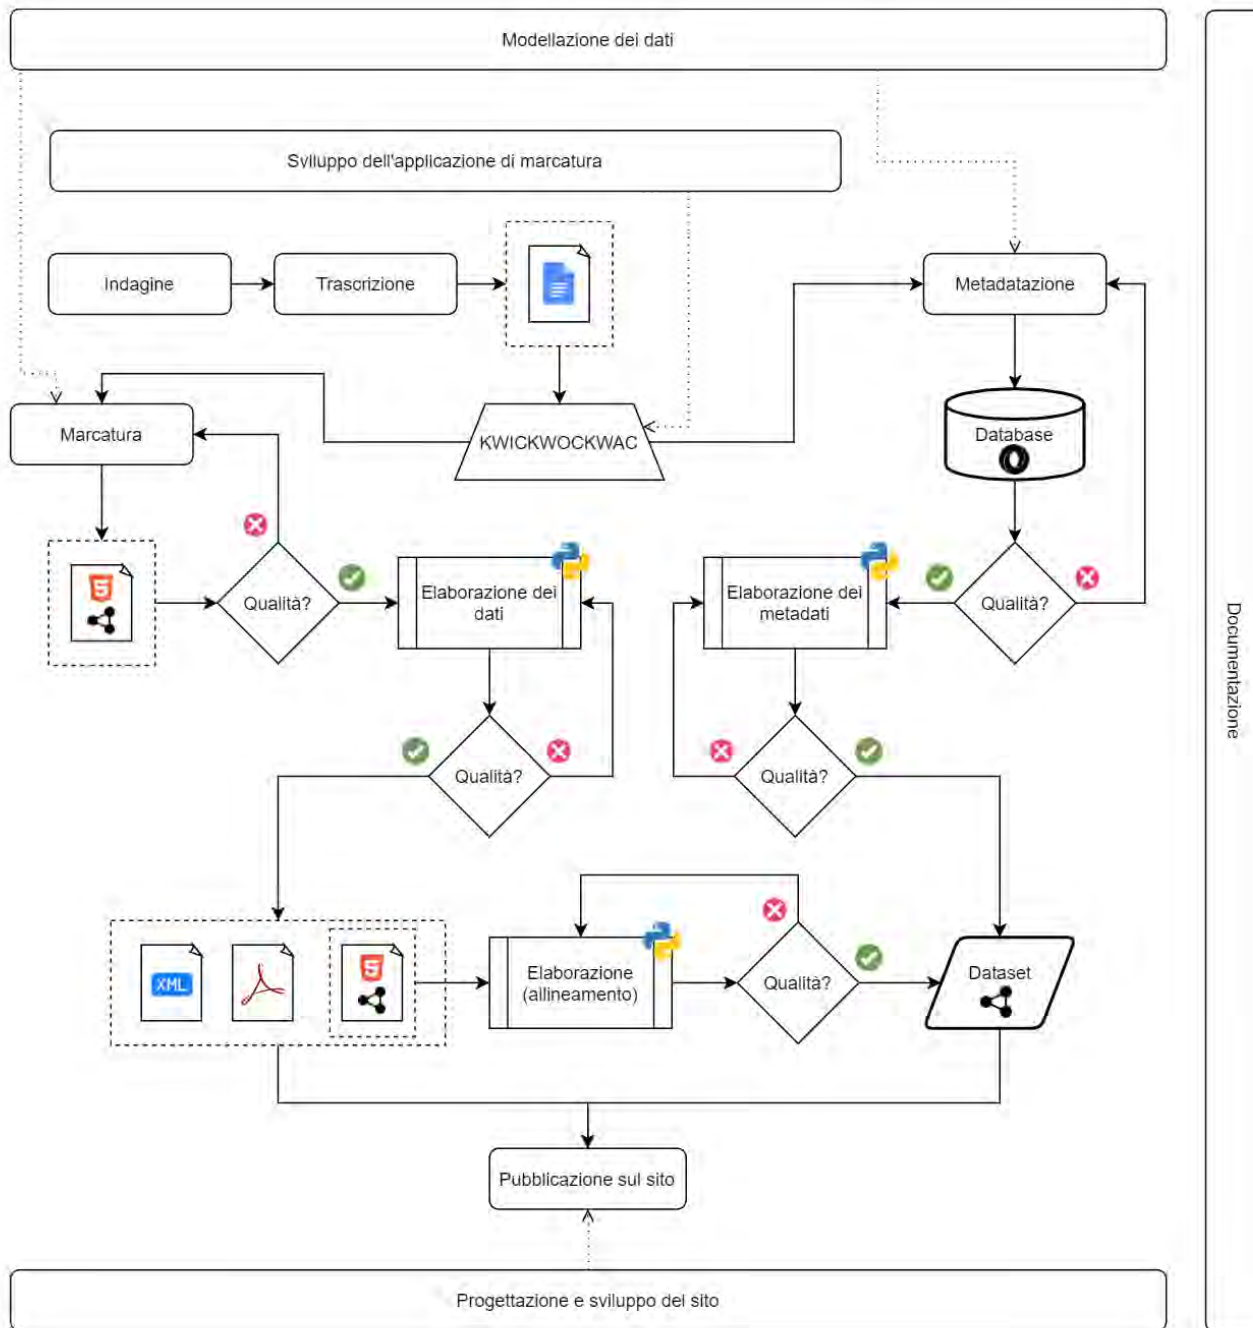 Modellazione dei dati
Sviluppo dell'applicazione di marcatura
Indagine
Trascrizione
Metadatazione
Marcatura
KWICKWOCKWAC
Database
Qualità?
Elaborazione dei
dati
Elaborazione dei
metadati
Qualità?
Documentazione
Qualità?
Qualità?
XML
Elaborazione
(allineamento)
Qualità?
Dataset
Pubblicazione sul sito
Progettazione e sviluppo del sito